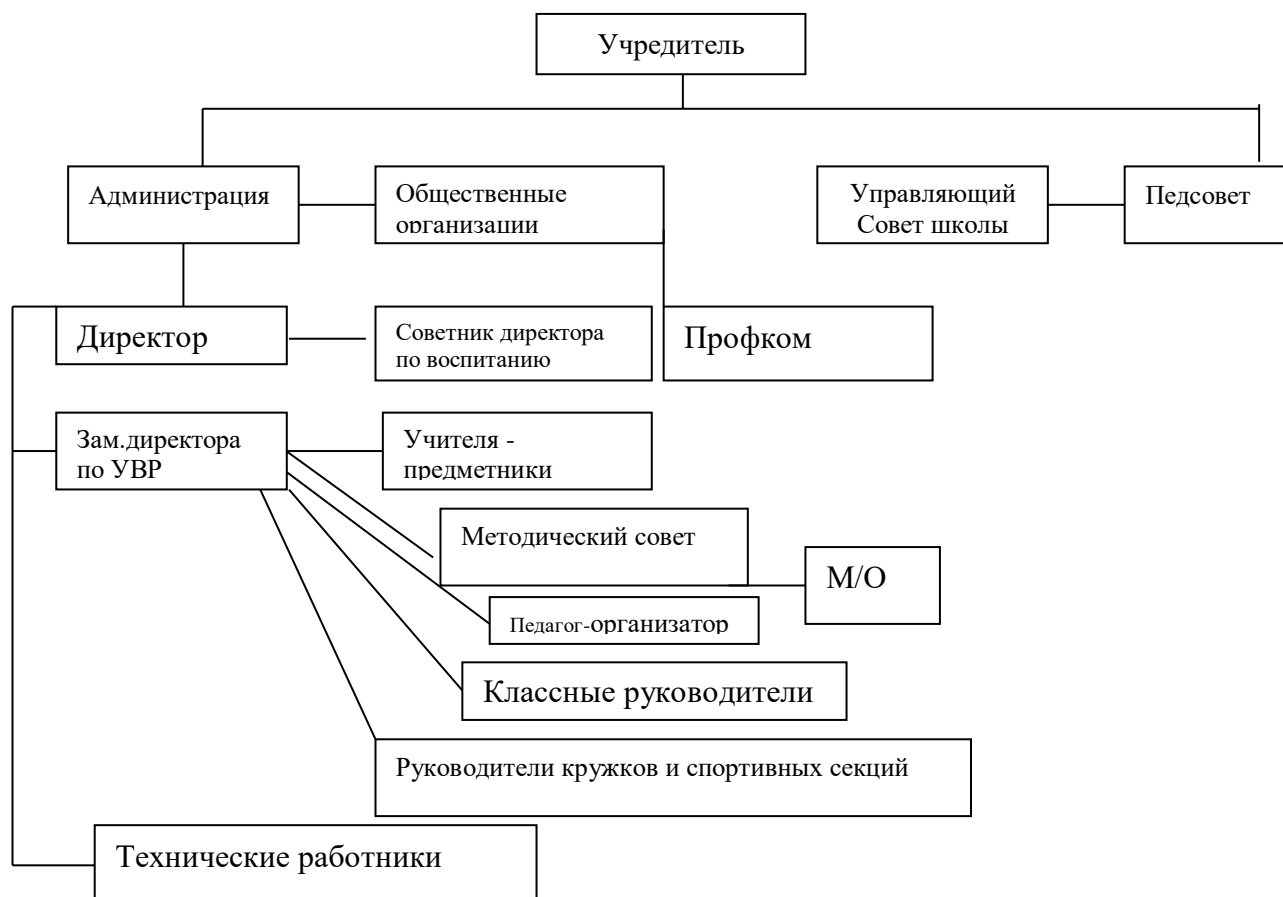 Учредитель
Администрация
Общественные
организации
Управляющий
Совет школы
Педсовет
Директор
Советник директора
по воспитанию
Профком
Зам.директора
по УВР
Учителя -
предметники
Методический совет
М/О
Педагог-организатор
Классные руководители
Руководители кружков и спортивных секций
Технические работники